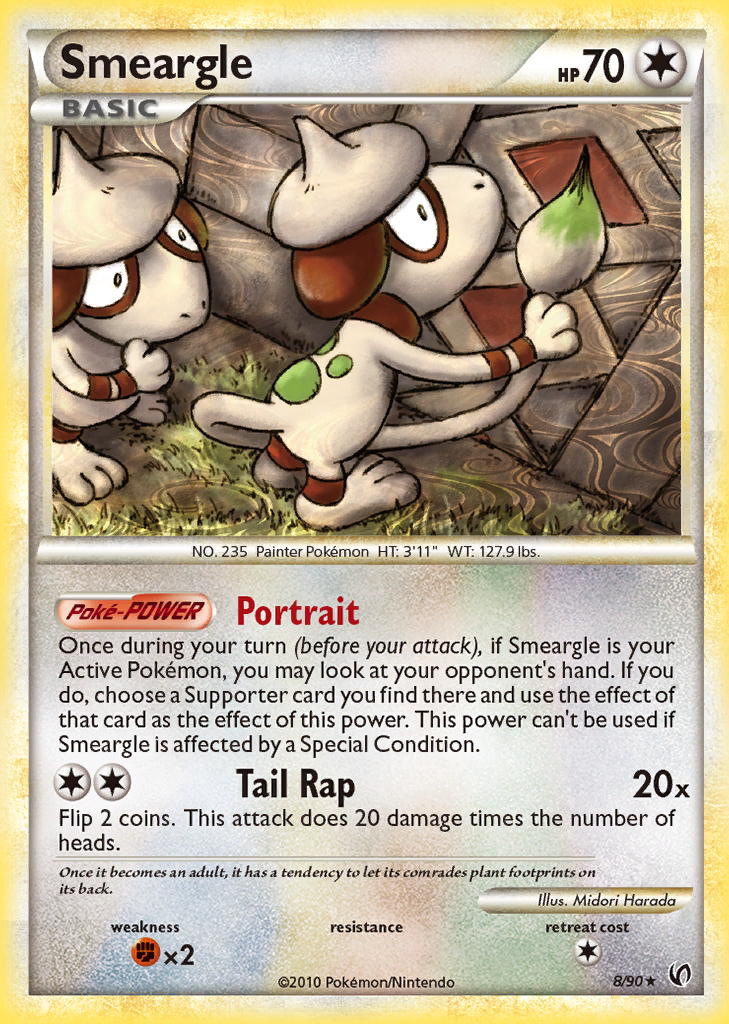 Smeargle
HP 70
BASIC
NO. 235 Painter Pokémon HT: 3'11" WT: 127.9 lbs.
Poké-POWER Portrait
Once during your turn (before your attack), if Smeargle is your
Active Pokémon, you may look at your opponent's hand. If you
do, choose a Supporter card you find there and use the effect of
that card as the effect of this power. This power can't be used if
Smeargle is affected by a Special Condition.
Tail Rap 20x
Flip 2 coins. This attack does 20 damage times the number of
heads.
Once it becomes an adult, it has a tendency to let its comrades plant footprints on
its back.
Illus. Midori Harada
weakness resistance retreat cost
×2
©2010 Pokémon/Nintendo 8/90★